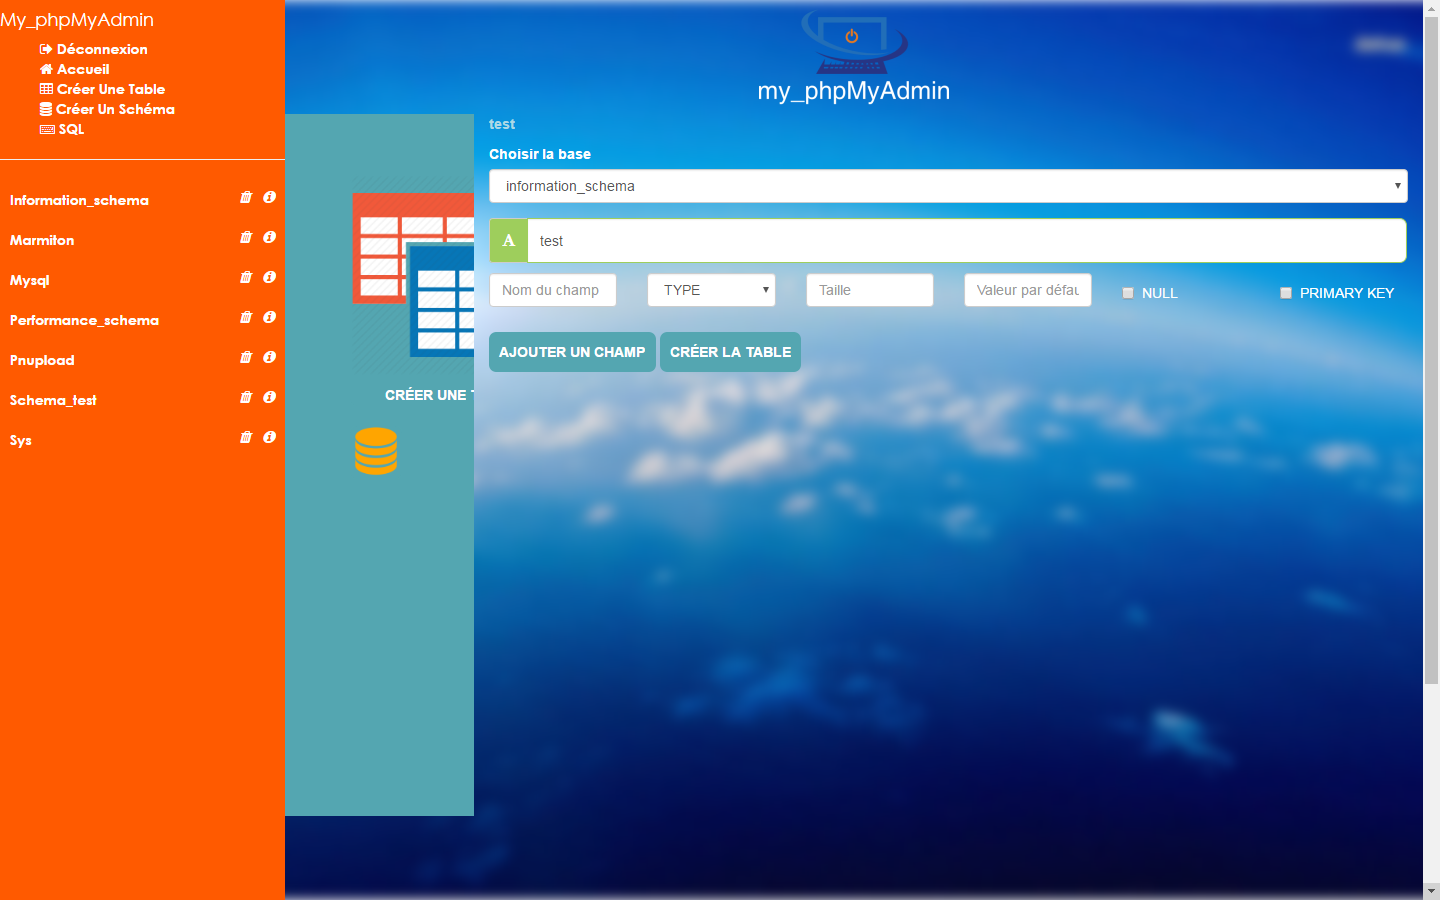 My_phpMyAdmin
Déconnexion
Accueil
Créer Une Table
Créer Un Schéma
SQL
Information_schema
Marmiton
Mysql
Performance_schema
Pnupload
Schema_test
Sys
my_phpMyAdmin
CRÉER UNE
test
Choisir la base
information_schema
A test
Nom du champ TYPE Taille Valeur par défau NULL PRIMARY KEY
AJOUTER UN CHAMP CRÉER LA TABLE